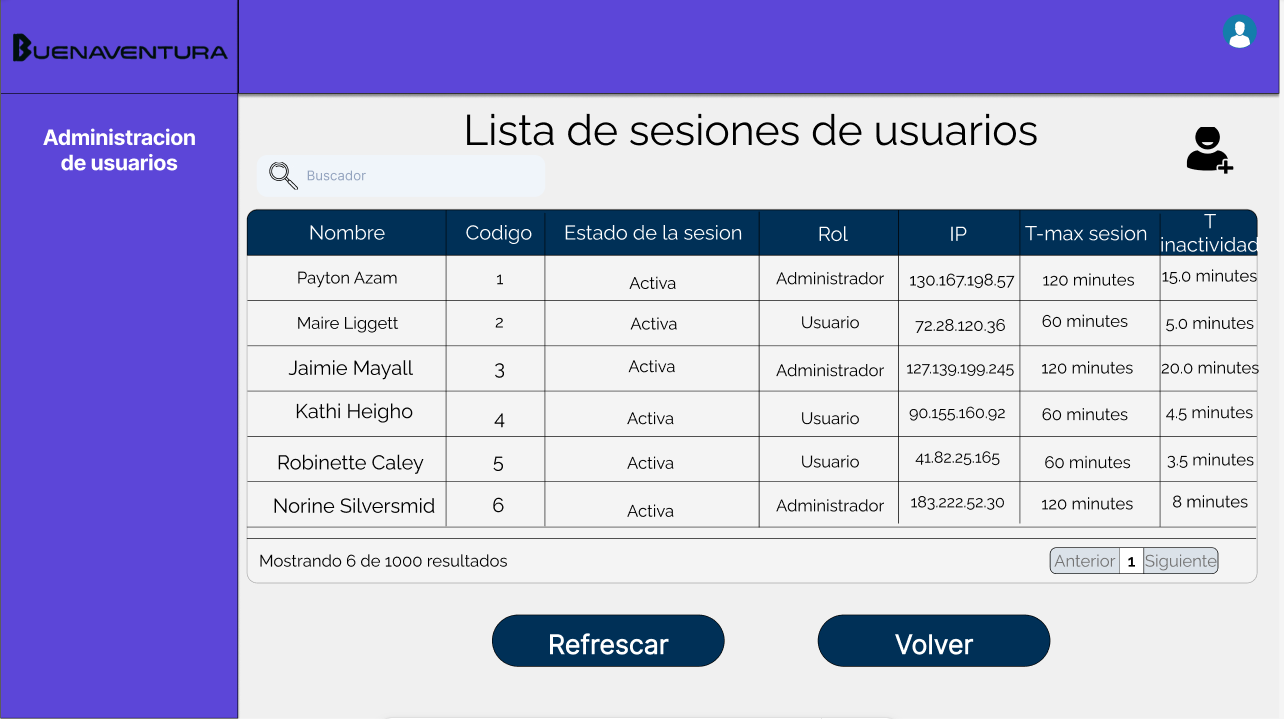 BUENAVENTURA
Administracion
de usuarios
Lista de sesiones de usuarios
Buscador
Nombre Codigo Estado de la sesion Rol IP T-max sesion T
inactividad
Payton Azam 1 Activa Administrador 130.167.198.57 120 minutes 15.0 minutes
Maire Liggett 2 Activa Usuario 72.28.120.36 60 minutes 5.0 minutes
Jaimie Mayall 3 Activa Administrador 127.139.199.245 120 minutes 20.0 minutes
Kathi Heigho 4 Activa Usuario 90.155.160.92 60 minutes 4.5 minutes
Robinette Caley 5 Activa Usuario 41.82.25.165 60 minutes 3.5 minutes
Norine Silversmid 6 Activa Administrador 183.222.52.30 120 minutes 8 minutes
Mostrando 6 de 1000 resultados Anterior 1 Siguiente
Refrescar Volver